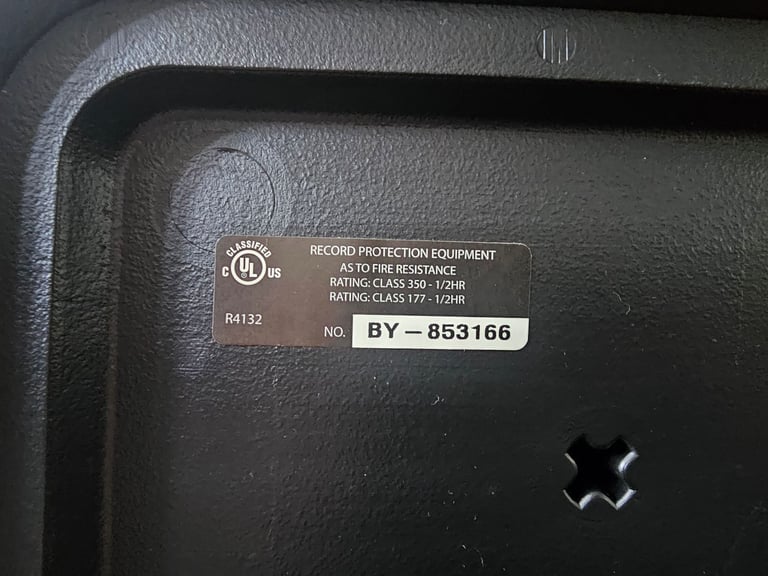 CLASSIFIED
C UL US
®
RECORD PROTECTION EQUIPMENT
AS TO FIRE RESISTANCE
RATING: CLASS 350 - 1/2HR
RATING: CLASS 177 - 1/2HR
R4132
NO. BY – 853166